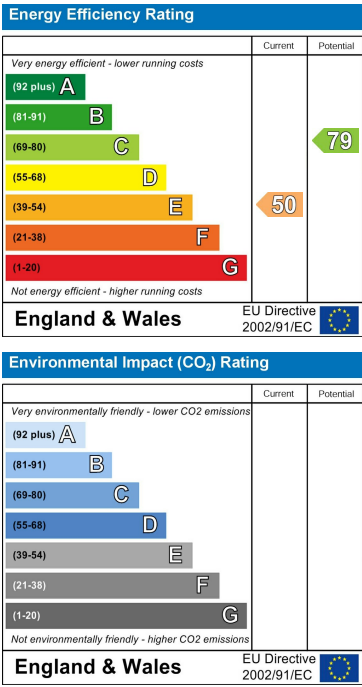 Energy Efficiency Rating
Current Potential
Very energy efficient - lower running costs
(92 plus) A
(81-91) B
(69-80) C
79
(55-68) D
(39-54) E
50
(21-38) F
(1-20) G
Not energy efficient - higher running costs
England & Wales
EU Directive
2002/91/EC
Environmental Impact (CO₂) Rating
Current Potential
Very environmentally friendly - lower CO2 emissions
(92 plus) A
(81-91) B
(69-80) C
(55-68) D
(39-54) E
(21-38) F
(1-20) G
Not environmentally friendly - higher CO2 emissions
England & Wales
EU Directive
2002/91/EC